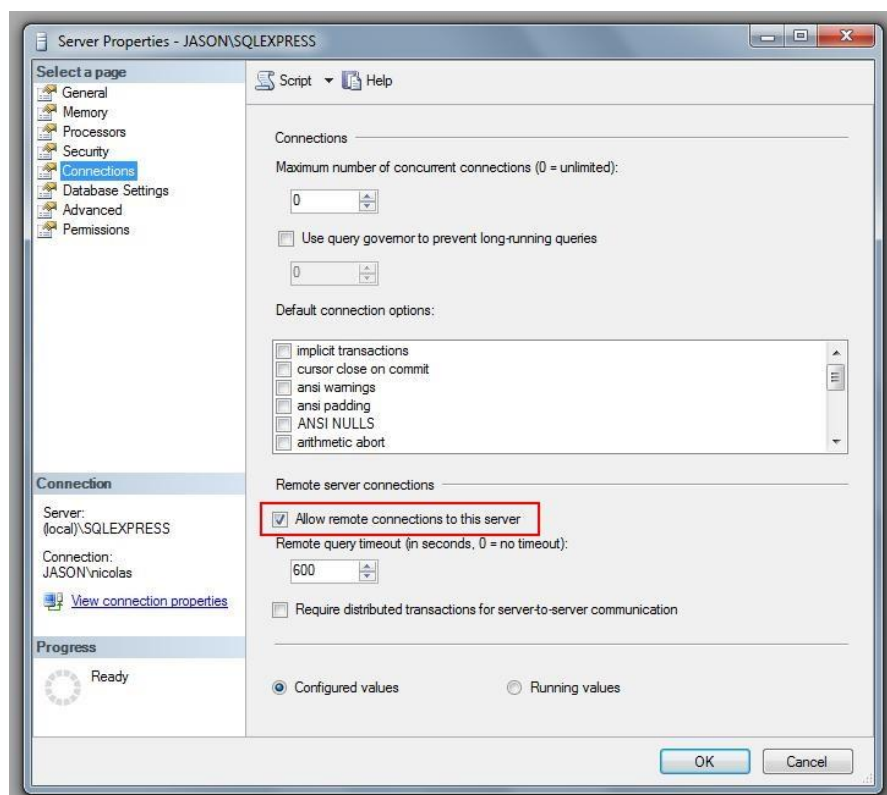 Server Properties - JASON\SQLEXPRESS
Select a page
General
Memory
Processors
Security
Connections
Database Settings
Advanced
Permissions
Script
Help
Connections
Maximum number of concurrent connections (0 = unlimited):
0
Use query governor to prevent long-running queries
0
Default connection options:
implicit transactions
cursor close on commit
ansi warnings
ansi padding
ANSI NULLS
arithmetic abort
Connection
Server:
(local)\SQLEXPRESS
Connection:
JASON\nicolas
View connection properties
Progress
Ready
Remote server connections
Allow remote connections to this server
Remote query timeout (in seconds, 0 = no timeout):
600
Require distributed transactions for server-to-server communication
Configured values
Running values
OK
Cancel